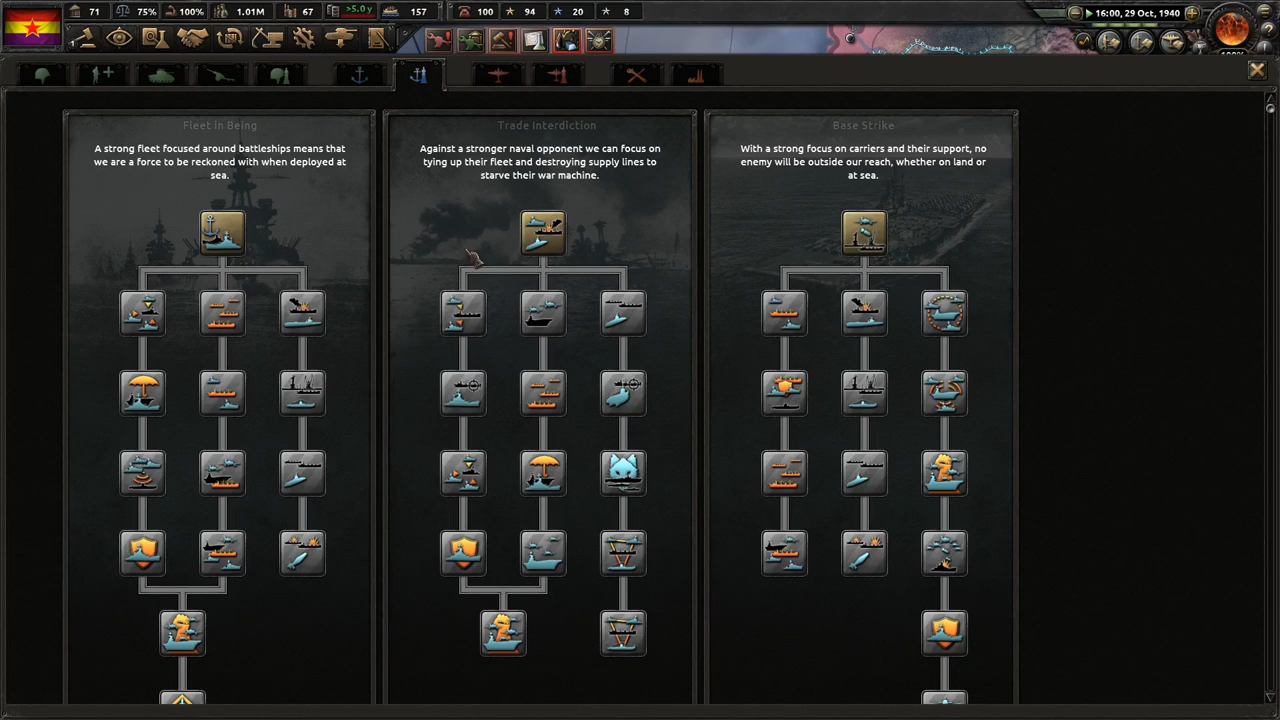 71 75% 100% 1.01M 67 >5.0 y 157 100 94 20 8 16:00, 29 Oct, 1940
100%
Fleet in Being
A strong fleet focused around battleships means that
we are a force to be reckoned with when deployed at
sea.
Trade Interdiction
Against a stronger naval opponent we can focus on
tying up their fleet and destroying supply lines to
starve their war machine.
Base Strike
With a strong focus on carriers and their support, no
enemy will be outside our reach, whether on land or
at sea.